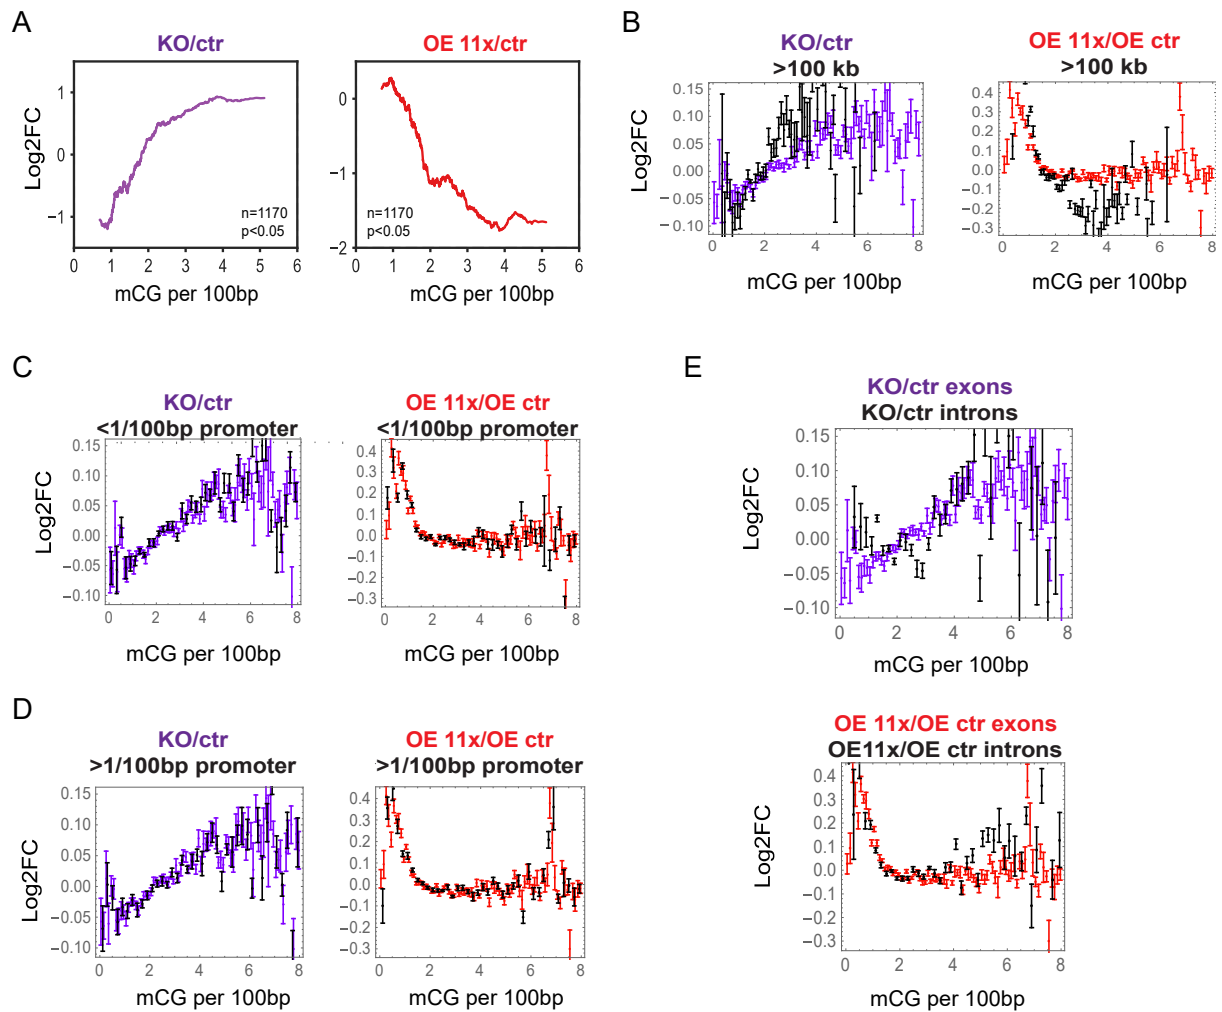 A
KO/ctr
OE 11x/ctr
Log2FC
1
0
−1
n=1170
p<0.05
1 2 3 4 5 6
mCG per 100bp
0
−1
−2
n=1170
p<0.05
1 2 3 4 5 6
mCG per 100bp
B
KO/ctr
>100 kb
OE 11x/OE ctr
>100 kb
Log2FC
0.15
0.10
0.05
0.00
−0.05
−0.10
0 2 4 6 8
mCG per 100bp
0.4
0.3
0.2
0.1
0.0
−0.1
−0.2
−0.3
0 2 4 6 8
mCG per 100bp
C
KO/ctr
<1/100bp promoter
OE 11x/OE ctr
<1/100bp promoter
Log2FC
0.15
0.10
0.05
0.00
−0.05
−0.10
0 2 4 6 8
0.4
0.3
0.2
0.1
0.0
−0.1
−0.2
−0.3
0 2 4 6 8
mCG per 100bp
D
KO/ctr
>1/100bp promoter
OE 11x/OE ctr
>1/100bp promoter
Log2FC
0.15
0.10
0.05
0.00
−0.05
−0.10
0 2 4 6 8
mCG per 100bp
0.4
0.3
0.2
0.1
0.0
−0.1
−0.2
−0.3
0 2 4 6 8
mCG per 100bp
E
KO/ctr exons
KO/ctr introns
Log2FC
0.15
0.10
0.05
0.00
−0.05
−0.10
0 2 4 6 8
mCG per 100bp
OE 11x/OE ctr exons
OE11x/OE ctr introns
Log2FC
0.4
0.3
0.2
0.1
0.0
−0.1
−0.2
−0.3
0 2 4 6 8
mCG per 100bp